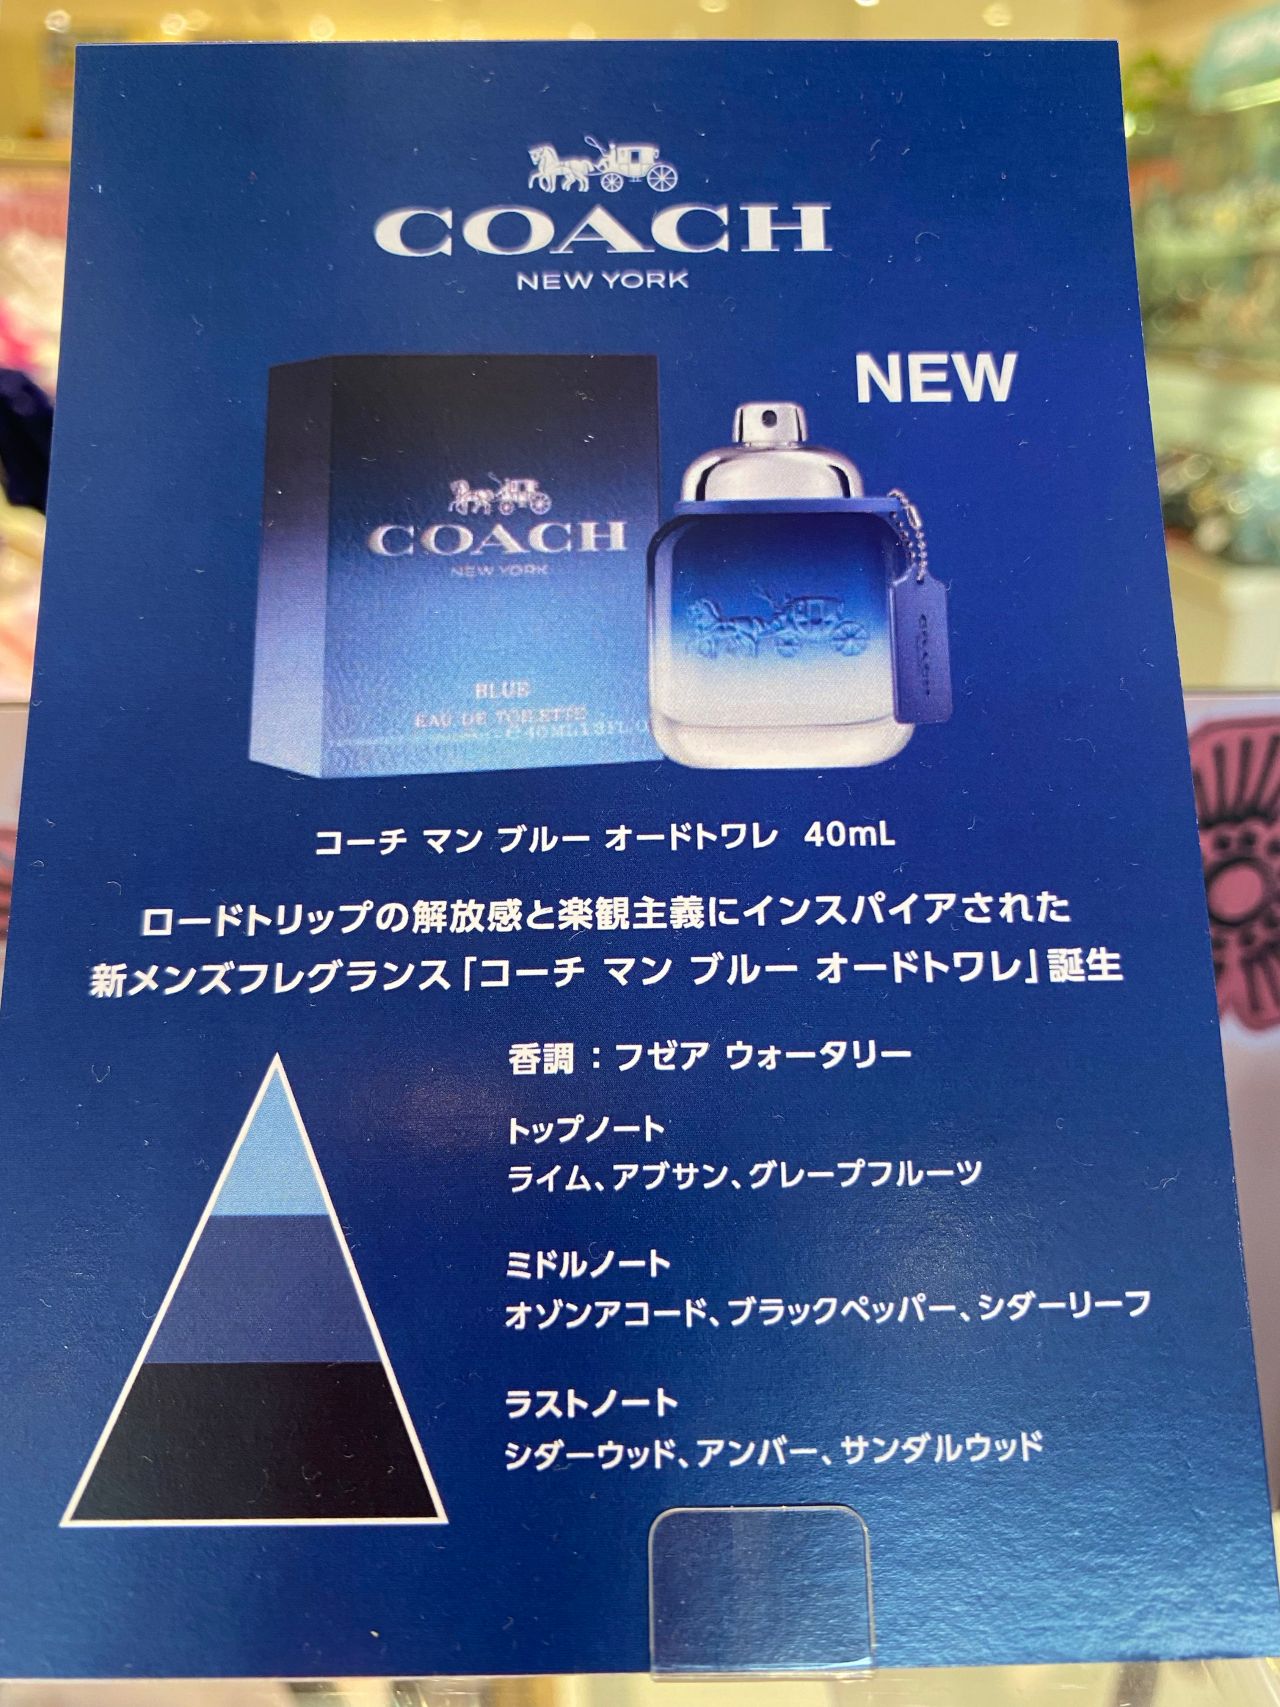 COACH
NEW YORK
NEW
COACH
NEW YORK
BLUE
EAU DE TOILETTE
COACH
コーチ マン ブルー オードトワレ 40mL
ロードトリップの解放感と楽観主義にインスパイアされた
新メンズフレグランス「コーチ マン ブルー オードトワレ」誕生
香調：フゼア ウォータリー
トップノート
ライム、アブサン、グレープフルーツ
ミドルノート
オゾンアコード、ブラックペッパー、シダーリーフ
ラストノート
シダーウッド、アンバー、サンダルウッド